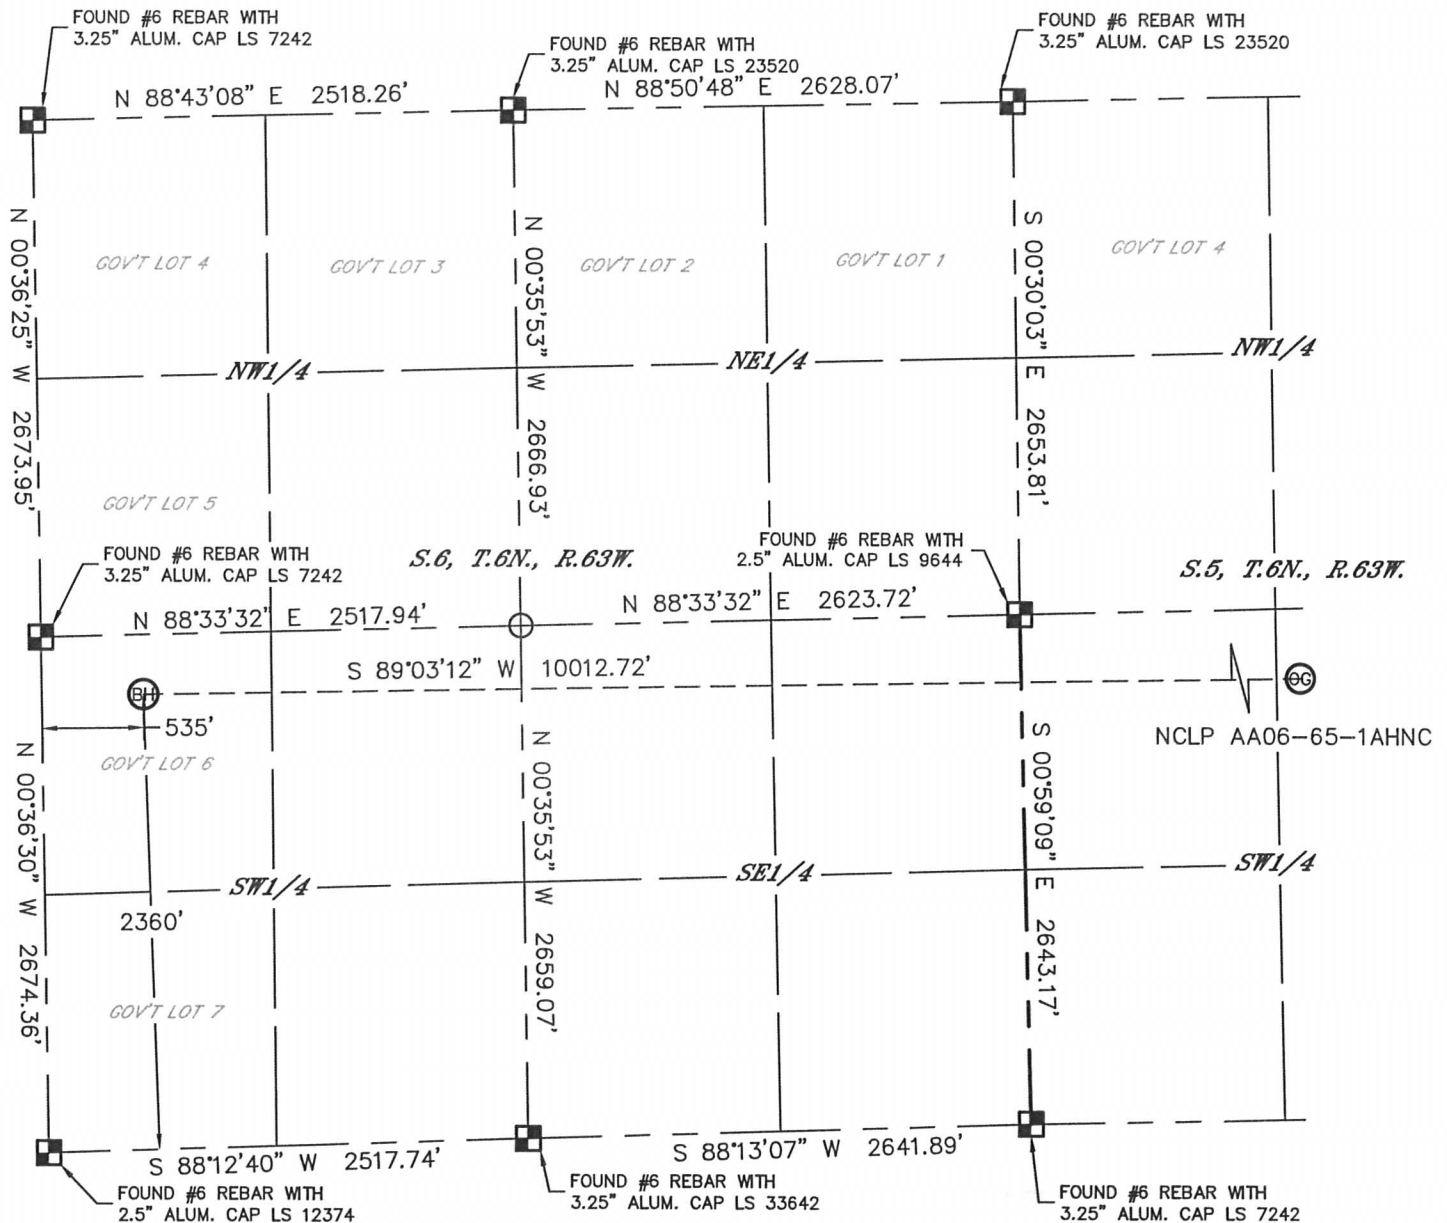 FOUND #6 REBAR WITH
3.25" ALUM. CAP LS 7242
FOUND #6 REBAR WITH
3.25" ALUM. CAP LS 23520
FOUND #6 REBAR WITH
3.25" ALUM. CAP LS 23520
N 88°43'08" E 2518.26'
N 88°50'48" E 2628.07'
N 00°36'25" W 2673.95'
N 00°35'53" W 2666.93'
S 00°30'03" E 2653.81'
GOV'T LOT 4
GOV'T LOT 3
GOV'T LOT 2
GOV'T LOT 1
GOV'T LOT 4
NW1/4
NE1/4
NW1/4
GOV'T LOT 5
FOUND #6 REBAR WITH
3.25" ALUM. CAP LS 7242
S.6, T.6N., R.63W.
FOUND #6 REBAR WITH
2.5" ALUM. CAP LS 9644
S.5, T.6N., R.63W.
N 88°33'32" E 2517.94'
N 88°33'32" E 2623.72'
S 89°03'12" W 10012.72'
BH
OG
535'
NCLP AA06-65-1AHNC
GOV'T LOT 6
N 00°36'30" W 2674.36'
N 00°35'53" W 2659.07'
S 00°59'09" E 2643.17'
SW1/4
SE1/4
SW1/4
2360'
GOV'T LOT 7
S 88°12'40" W 2517.74'
S 88°13'07" W 2641.89'
FOUND #6 REBAR WITH
2.5" ALUM. CAP LS 12374
FOUND #6 REBAR WITH
3.25" ALUM. CAP LS 33642
FOUND #6 REBAR WITH
3.25" ALUM. CAP LS 7242